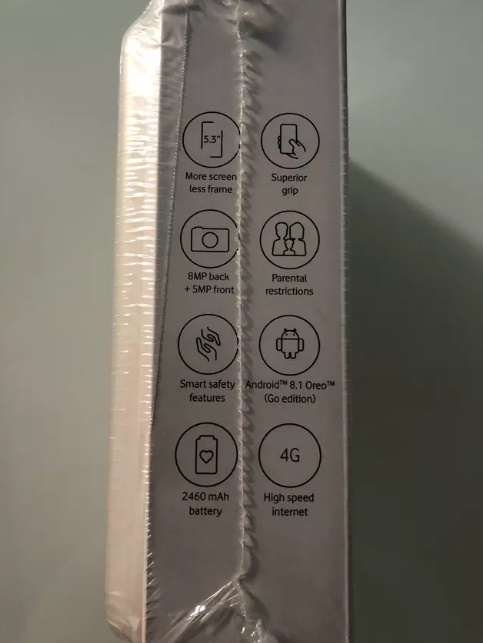 5.3"
More screen
less frame
Superior
grip
8MP back
+ 5MP front
Parental
restrictions
Smart safety
features
Android™ 8.1 Oreo™
(Go edition)
2460 mAh
battery
4G
High speed
internet